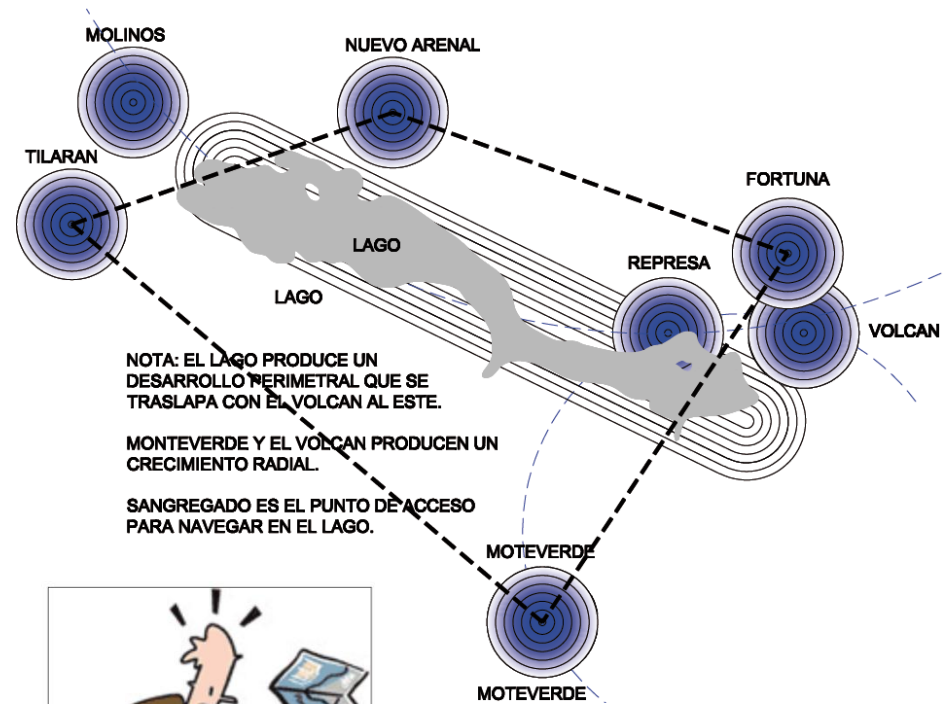 MOLINOS
NUEVO ARENAL
TILARAN
FORTUNA
LAGO
REPRESA
LAGO
VOLCAN
NOTA: EL LAGO PRODUCE UN
DESARROLLO PERIMETRAL QUE SE
TRASLAPA CON EL VOLCAN AL ESTE.
MONTEVERDE Y EL VOLCAN PRODUCEN UN
CRECIMIENTO RADIAL.
SANGREGADO ES EL PUNTO DE ACCESO
PARA NAVEGAR EN EL LAGO.
MOTEVERDE
MOTEVERDE